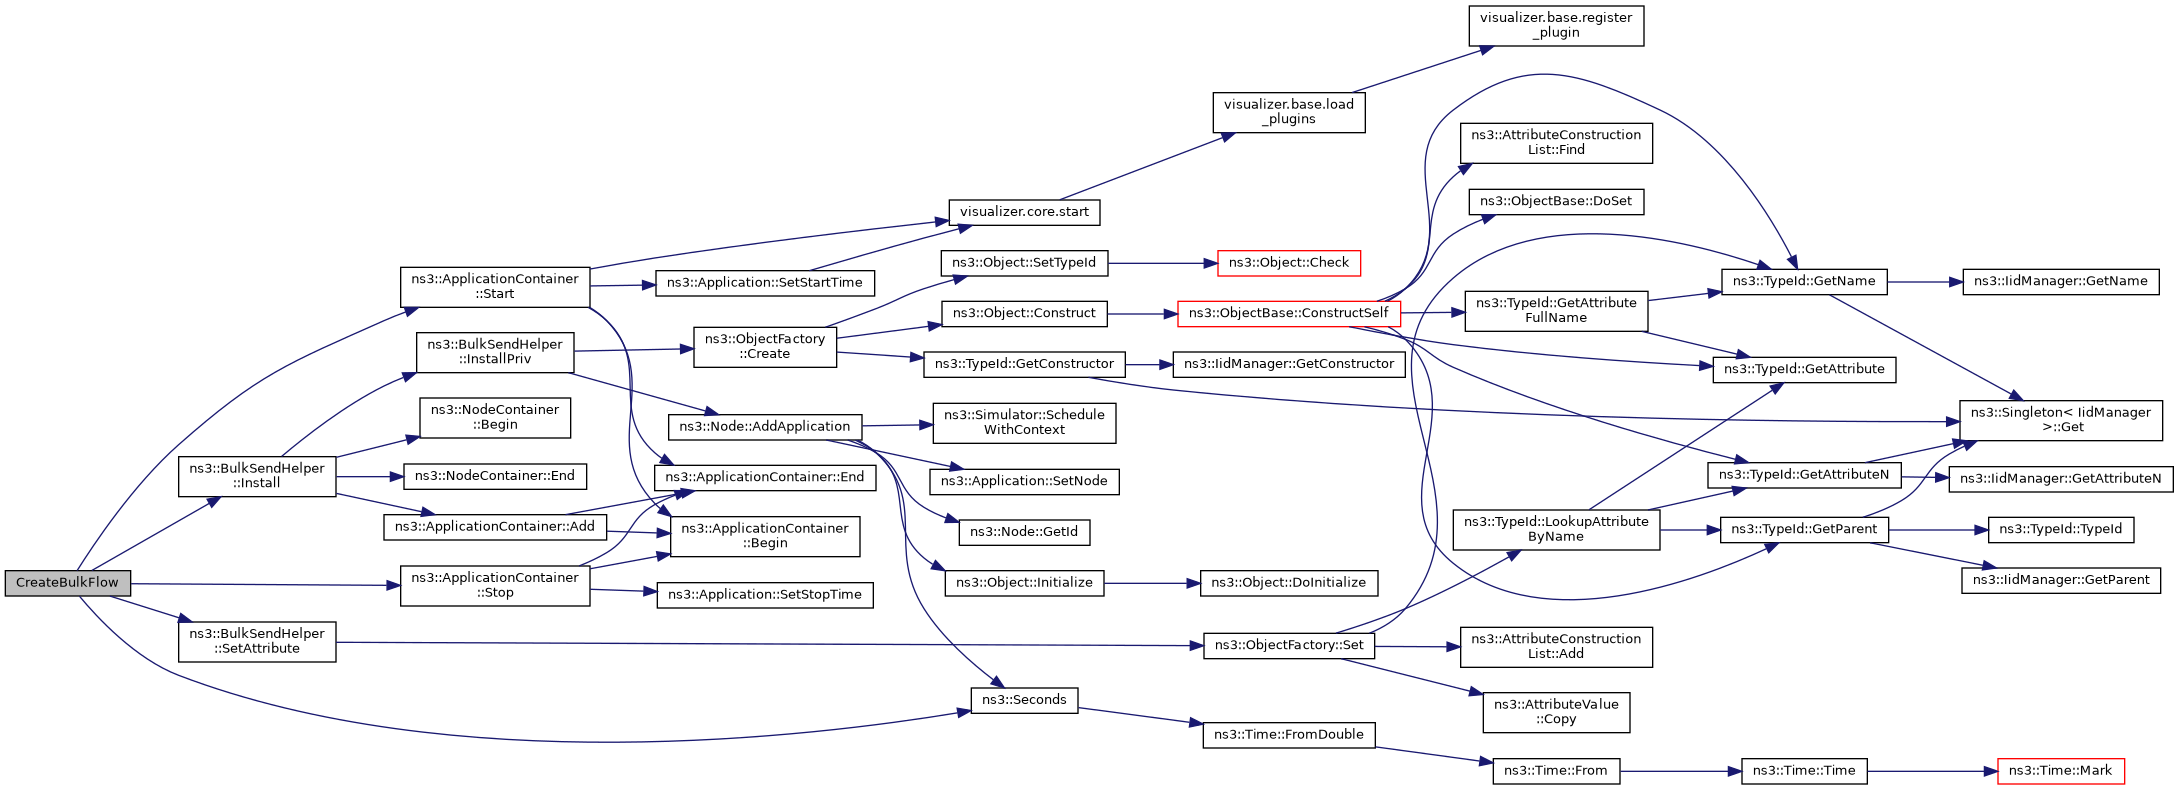 CreateBulkFlow
ns3::ApplicationContainer
::Start
ns3::BulkSendHelper
::Install
ns3::ApplicationContainer
::Stop
ns3::BulkSendHelper
::SetAttribute
ns3::BulkSendHelper
::InstallPriv
ns3::NodeContainer
::Begin
ns3::NodeContainer::End
ns3::ApplicationContainer::Add
ns3::Application::SetStartTime
ns3::ObjectFactory
::Create
ns3::Node::AddApplication
ns3::ApplicationContainer::End
ns3::ApplicationContainer
::Begin
ns3::Application::SetStopTime
visualizer.core.start
ns3::Object::SetTypeId
ns3::Object::Construct
ns3::TypeId::GetConstructor
ns3::Simulator::Schedule
WithContext
ns3::Application::SetNode
ns3::Node::GetId
ns3::Object::Initialize
ns3::Seconds
visualizer.base.load
_plugins
ns3::Object::Check
ns3::ObjectBase::ConstructSelf
ns3::IidManager::GetConstructor
ns3::Object::DoInitialize
ns3::ObjectFactory::Set
ns3::Time::FromDouble
visualizer.base.register
_plugin
ns3::AttributeConstruction
List::Find
ns3::ObjectBase::DoSet
ns3::TypeId::GetAttribute
FullName
ns3::TypeId::LookupAttribute
ByName
ns3::AttributeConstruction
List::Add
ns3::AttributeValue
::Copy
ns3::Time::From
ns3::TypeId::GetName
ns3::TypeId::GetAttribute
ns3::TypeId::GetAttributeN
ns3::TypeId::GetParent
ns3::Time::Time
ns3::IidManager::GetName
ns3::Singleton< IidManager
>::Get
ns3::IidManager::GetAttributeN
ns3::TypeId::TypeId
ns3::IidManager::GetParent
ns3::Time::Mark